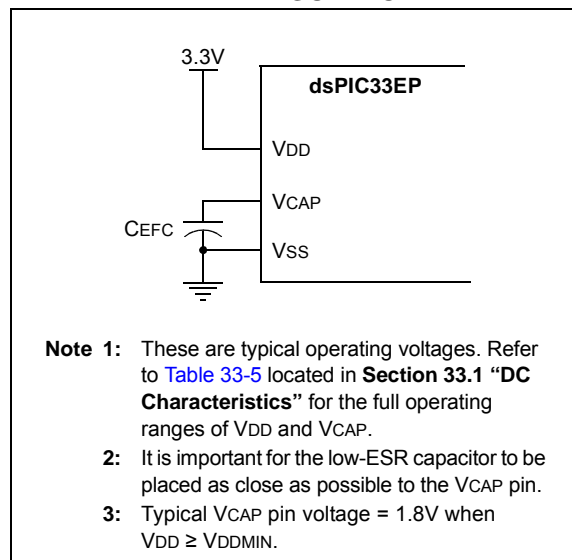 3.3V
dsPIC33EP
VDD
VCAP
CEFC
VSS
Note 1: These are typical operating voltages. Refer
to Table 33-5 located in Section 33.1 “DC
Characteristics” for the full operating
ranges of VDD and VCAP.
2: It is important for the low-ESR capacitor to be
placed as close as possible to the VCAP pin.
3: Typical VCAP pin voltage = 1.8V when
VDD ≥ VDDMIN.